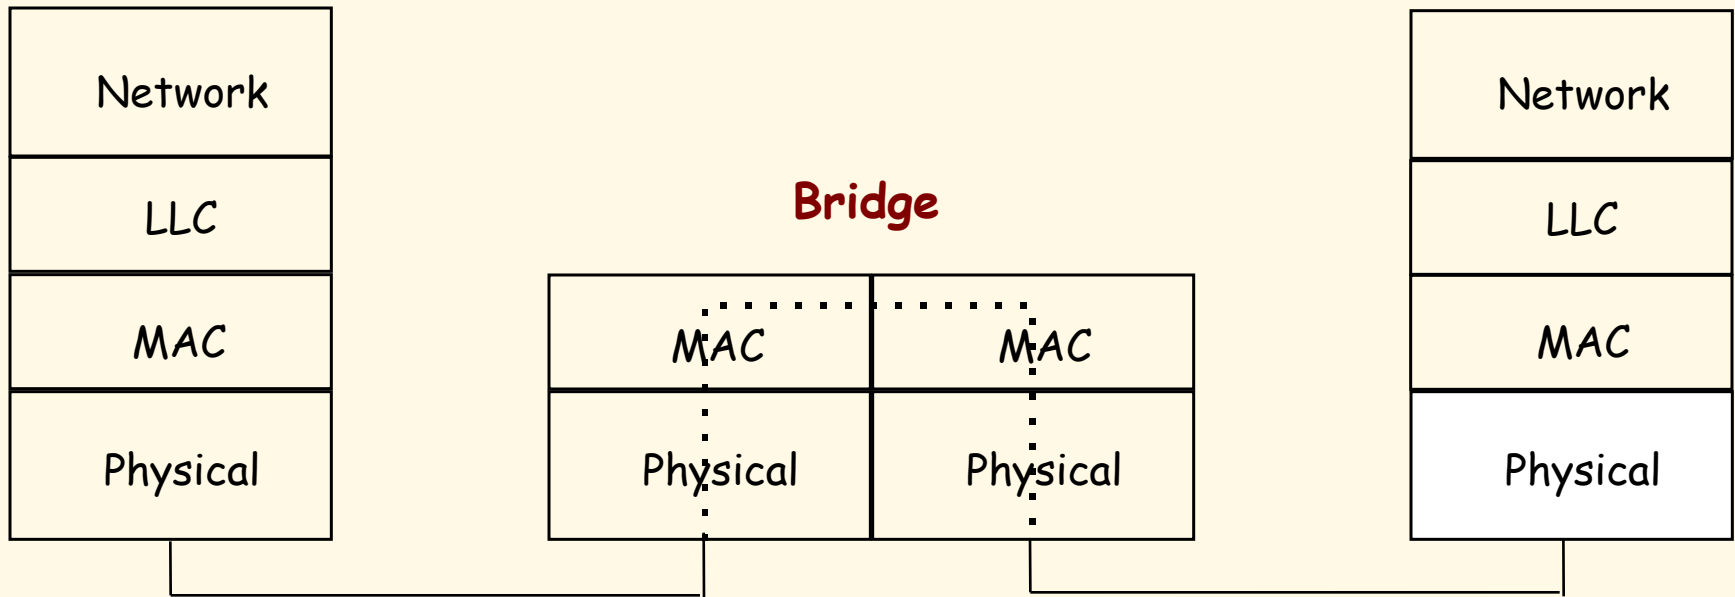 Network
LLC
MAC
Physical
Bridge
MAC
MAC
Physical
Physical
Network
LLC
MAC
Physical